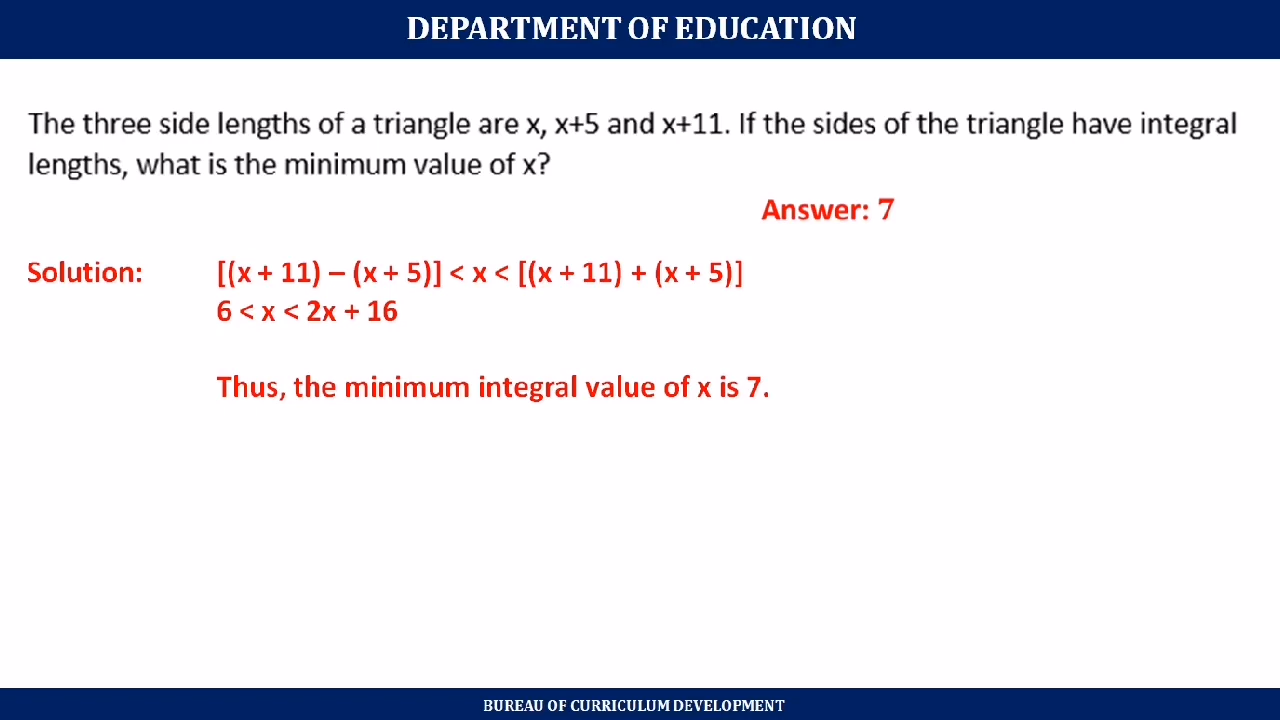 DEPARTMENT OF EDUCATION
The three side lengths of a triangle are x, x+5 and x+11. If the sides of the triangle have integral
lengths, what is the minimum value of x?
Answer: 7
Solution: [(x + 11) – (x + 5)] < x < [(x + 11) + (x + 5)]
6 < x < 2x + 16
Thus, the minimum integral value of x is 7.
BUREAU OF CURRICULUM DEVELOPMENT